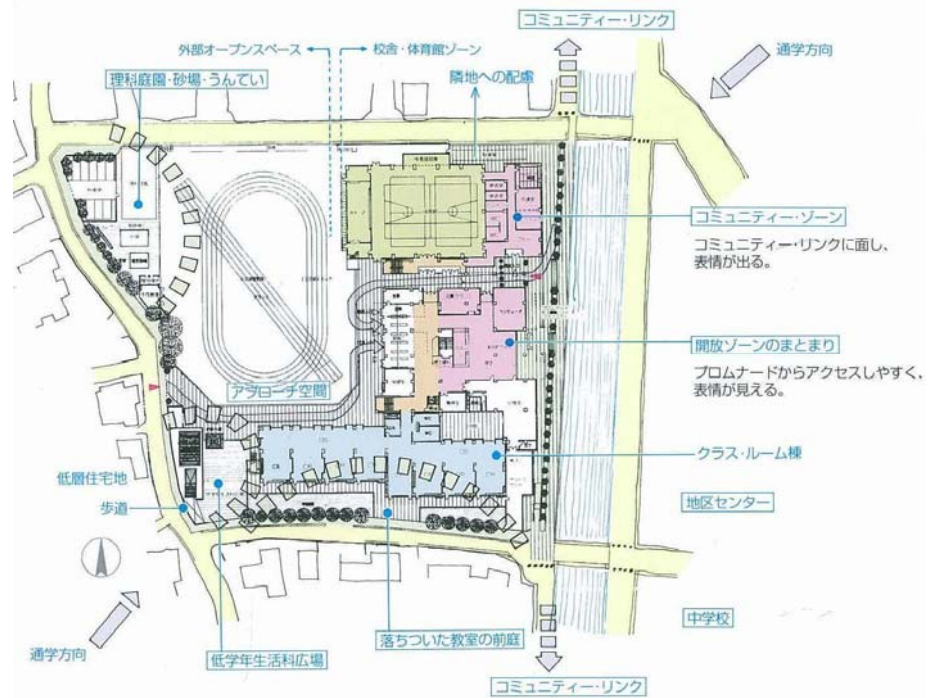 コミュニティー・リンク
通学方向
外部オープンスペース
校舎・体育館ゾーン
理科庭園・砂場・うんてい
隣地への配慮
コミュニティー・ゾーン
コミュニティー・リンクに面し、
表情が出る。
開放ゾーンのまとまり
プロムナードからアクセスしやすく、
表情が見える。
アプローチ空間
クラス・ルーム棟
低層住宅地
歩道
地区センター
中学校
通学方向
低学年生活科広場
落ちついた教室の前庭
コミュニティー・リンク